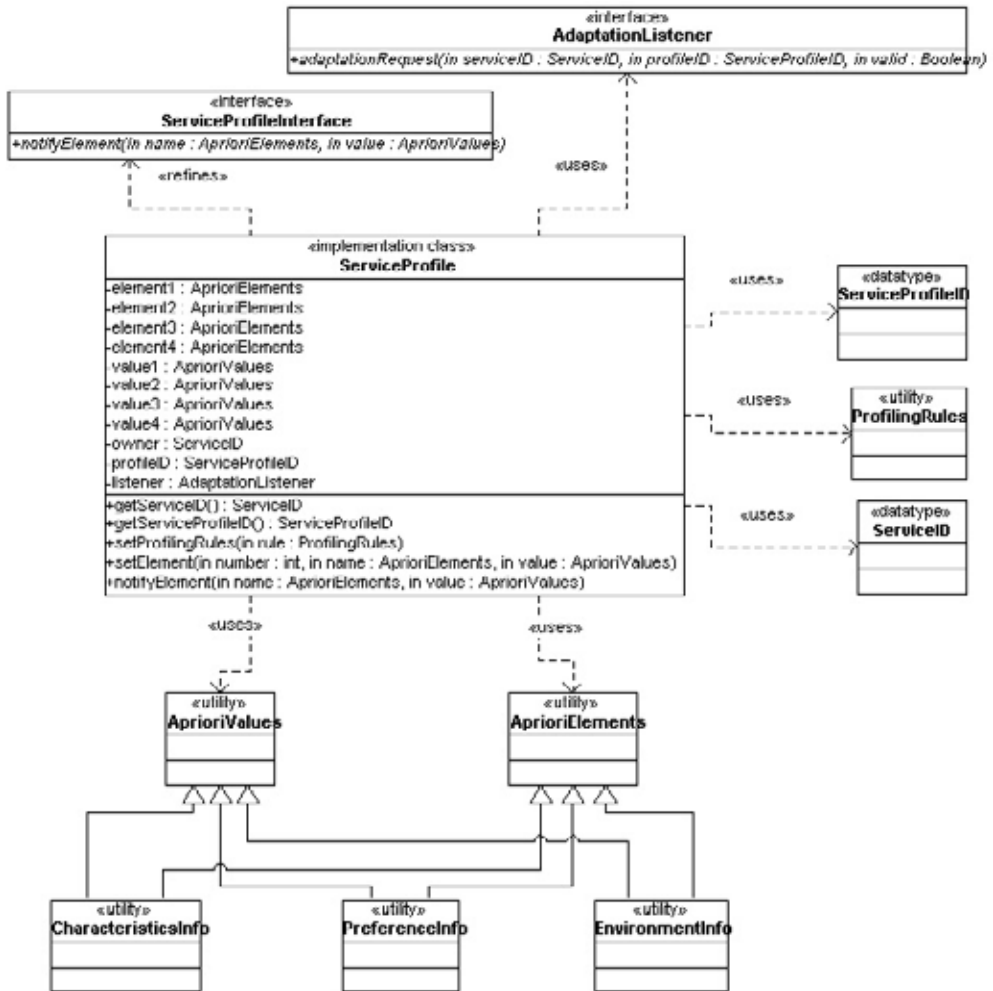 «interface»
AdaptationListener
+adaptationRequest(in serviceID : ServiceID, in profileID : ServiceProfileID, in valid : Boolean)
«interface»
ServiceProfileInterface
+notifyElement(in name : AprioriElements, in value : AprioriValues)
«refines»
«uses»
«implementation class»
ServiceProfile
-element1 : AprioriElements
-element2 : AprioriElements
-element3 : AprioriElements
-element4 : AprioriElements
-value1 : AprioriValues
-value2 : AprioriValues
-value3 : AprioriValues
-value4 : AprioriValues
-owner : ServiceID
-profileID : ServiceProfileID
-listener : AdaptationListener
+getServiceID() : ServiceID
+getServiceProfileID() : ServiceProfileID
+setProfilingRules(in rule : ProfilingRules)
+setElement(in number : int, in name : AprioriElements, in value : AprioriValues)
+notifyElement(in name : AprioriElements, in value : AprioriValues)
«uses»
«datatype»
ServiceProfileID
«uses»
«utility»
ProfilingRules
«uses»
«datatype»
ServiceID
«uses»
«uses»
«utility»
AprioriValues
«utility»
AprioriElements
«utility»
CharacteristicsInfo
«utility»
PreferenceInfo
«utility»
EnvironmentInfo